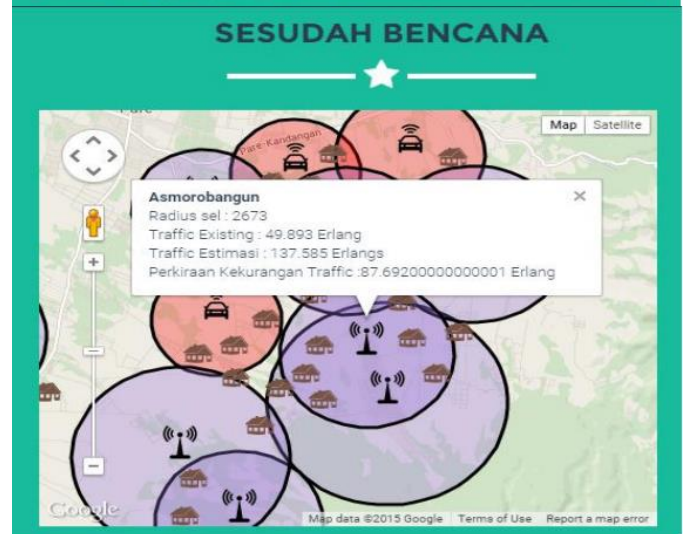 SESUDAH BENCANA
Pare
Map Satellite
Pare-Kandangan
Asmorobangun
Radius sel : 2673
Traffic Existing : 49.893 Erlang
Traffic Estimasi : 137.585 Erlangs
Perkiraan Kekurangan Traffic :87.69200000000001 Erlang
Google
Map data ©2015 Google Terms of Use Report a map error